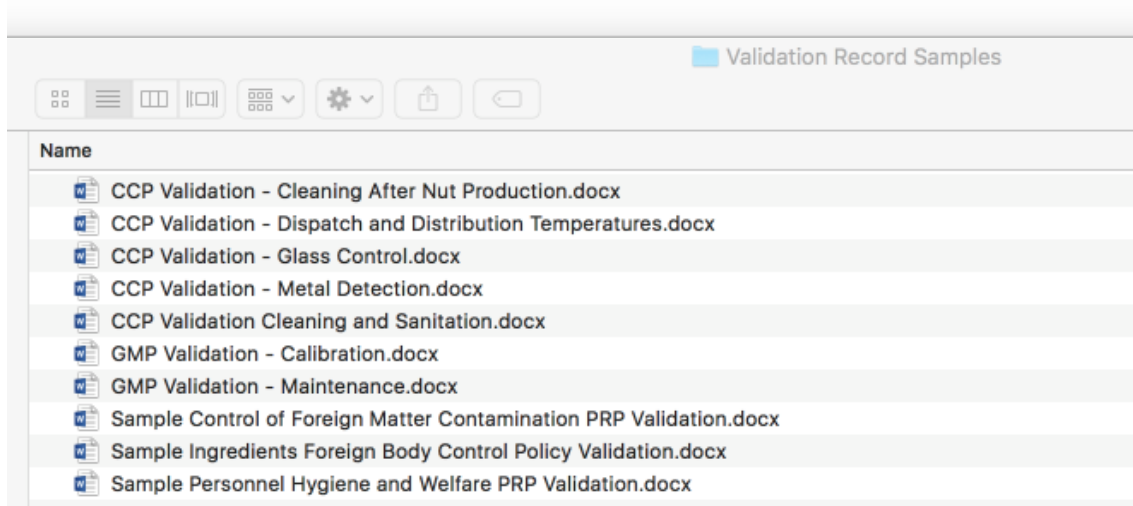 Validation Record Samples
Name
CCP Validation - Cleaning After Nut Production.docx
CCP Validation - Dispatch and Distribution Temperatures.docx
CCP Validation - Glass Control.docx
CCP Validation - Metal Detection.docx
CCP Validation Cleaning and Sanitation.docx
GMP Validation - Calibration.docx
GMP Validation - Maintenance.docx
Sample Control of Foreign Matter Contamination PRP Validation.docx
Sample Ingredients Foreign Body Control Policy Validation.docx
Sample Personnel Hygiene and Welfare PRP Validation.docx